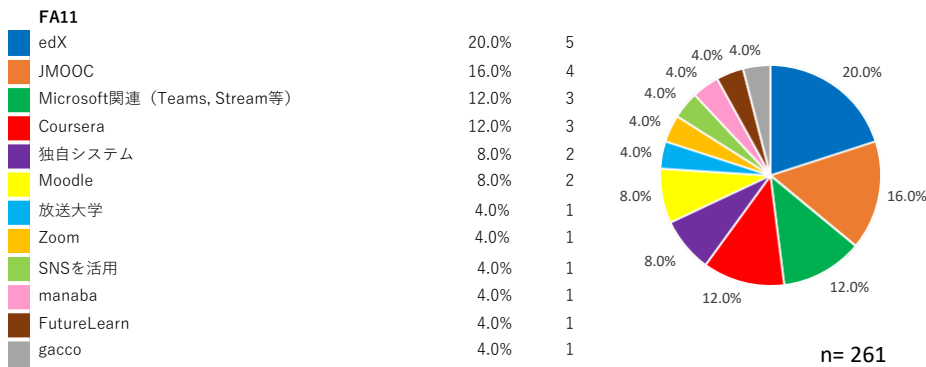 FA11
edX 20.0% 5
JMOOC 16.0% 4
Microsoft関連（Teams, Stream等） 12.0% 3
Coursera 12.0% 3
独自システム 8.0% 2
Moodle 8.0% 2
放送大学 4.0% 1
Zoom 4.0% 1
SNSを活用 4.0% 1
manaba 4.0% 1
FutureLearn 4.0% 1
gacco 4.0% 1
20.0%
16.0%
12.0%
12.0%
8.0%
8.0%
4.0%
4.0%
4.0%
4.0%
4.0%
4.0%
n= 261